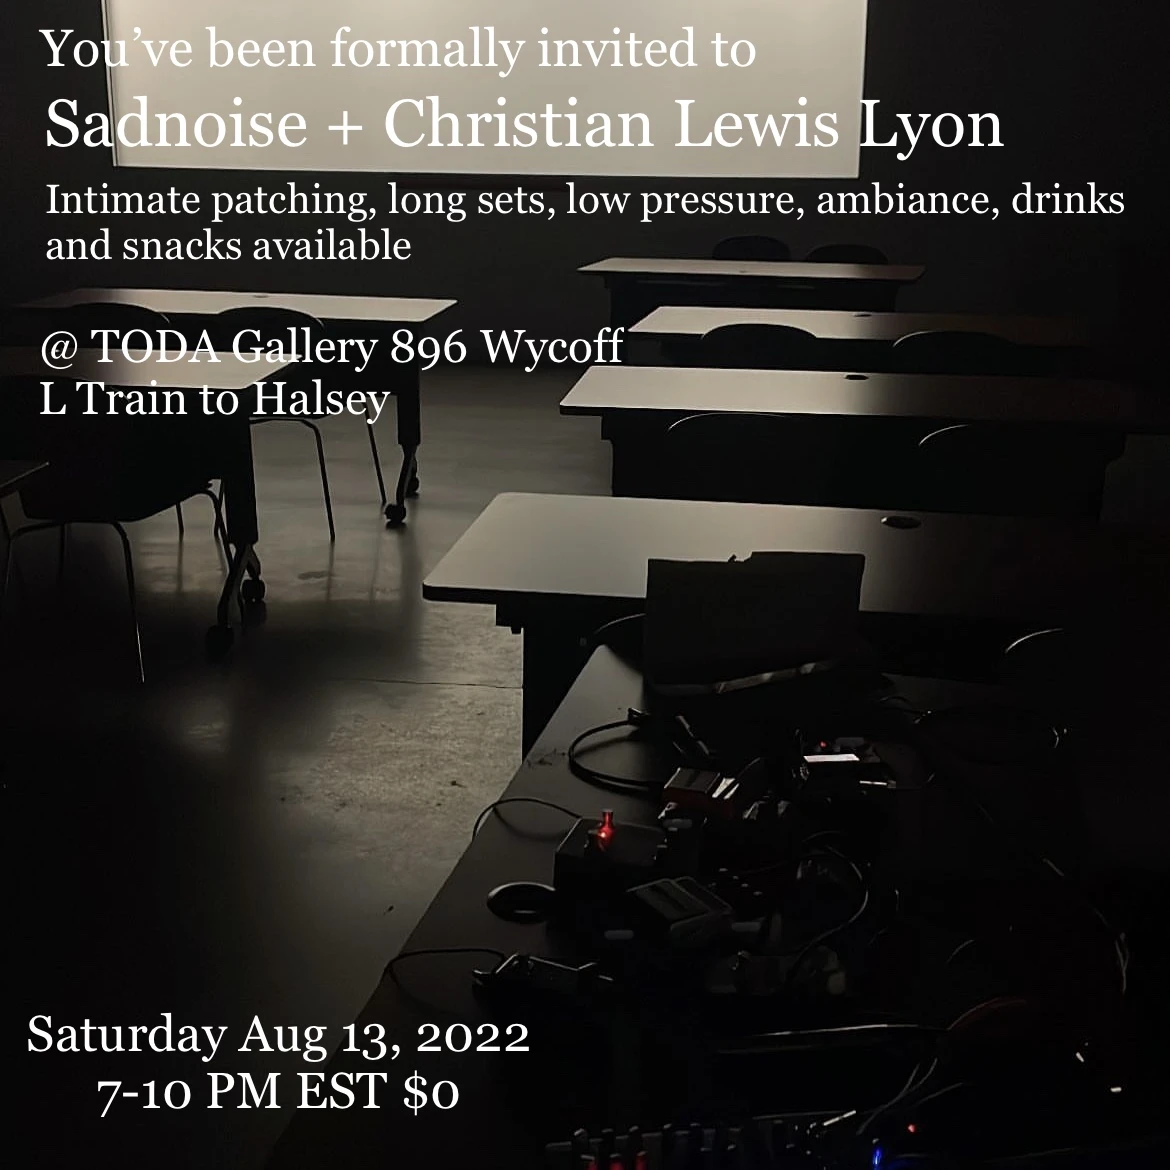 You’ve been formally invited to
Sadnoise + Christian Lewis Lyon
Intimate patching, long sets, low pressure, ambiance, drinks
and snacks available
@ TODA Gallery 896 Wycoff
L Train to Halsey
Saturday Aug 13, 2022
7-10 PM EST $0